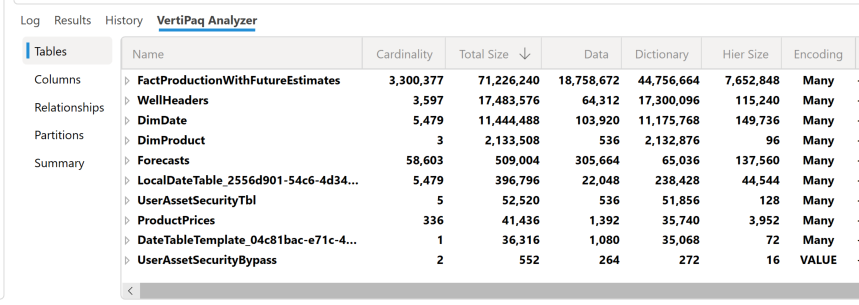 Log Results History VertiPaq Analyzer
Tables
Columns
Relationships
Partitions
Summary
Name Cardinality Total Size ↓ Data Dictionary Hier Size Encoding
FactProductionWithFutureEstimates 3,300,377 71,226,240 18,758,672 44,756,664 7,652,848 Many
WellHeaders 3,597 17,483,576 64,312 17,300,096 115,240 Many
DimDate 5,479 11,444,488 103,920 11,175,768 149,736 Many
DimProduct 3 2,133,508 536 2,132,876 96 Many
Forecasts 58,603 509,004 305,664 65,036 137,560 Many
LocalDateTable_2556d901-54c6-4d34... 5,479 396,796 22,048 238,428 44,544 Many
UserAssetSecurityTbl 5 52,520 536 51,856 128 Many
ProductPrices 336 41,436 1,392 35,740 3,952 Many
DateTableTemplate_04c81bac-e71c-4... 1 36,316 1,080 35,068 72 Many
UserAssetSecurityBypass 2 552 264 272 16 VALUE